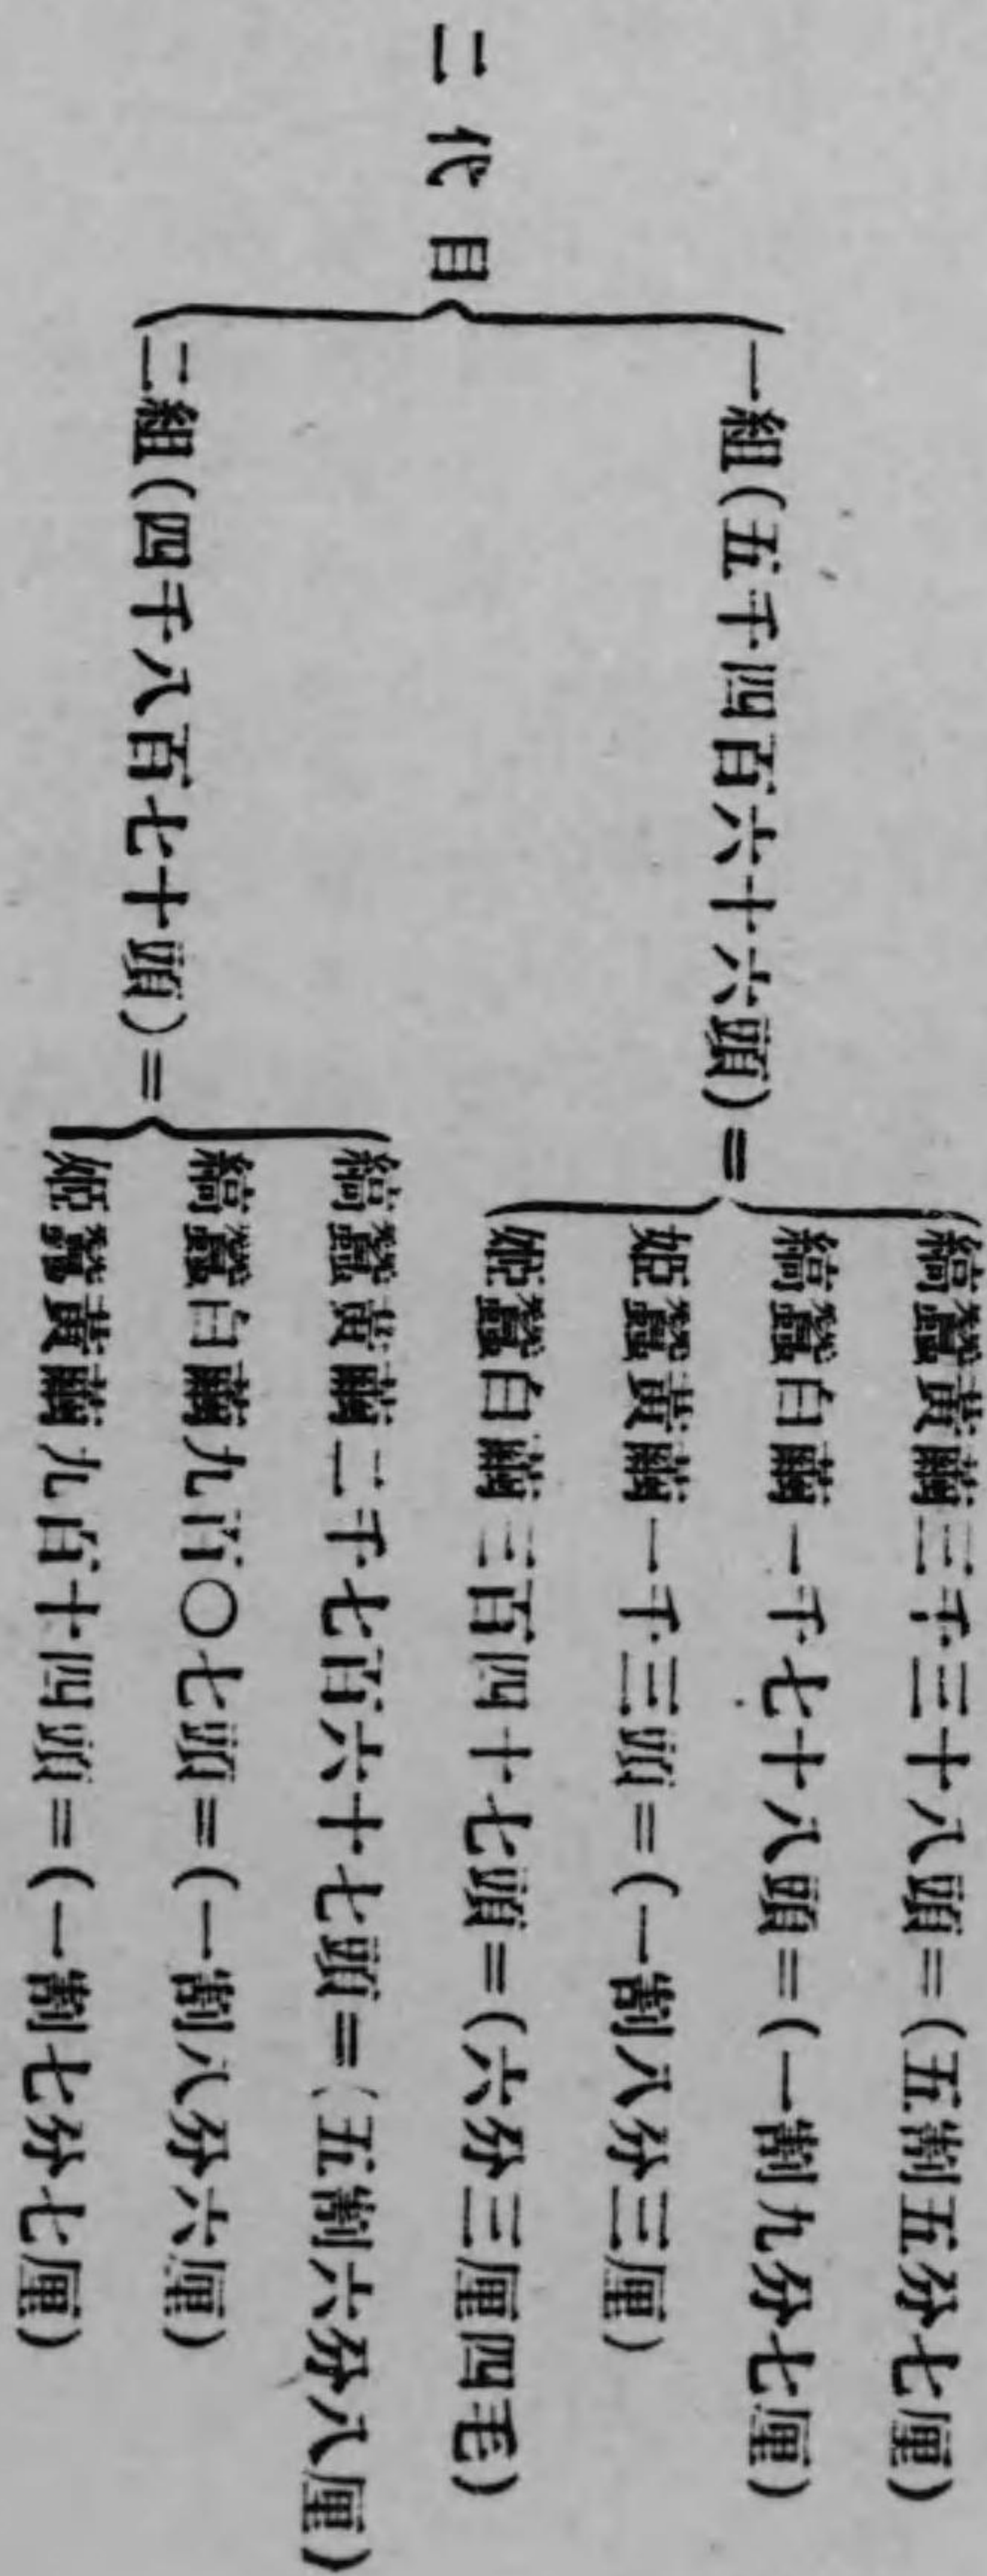 二代目
一組(五千四百六十六頭)=
縞蠶黃繭三千三十八頭=(五割五分七厘)
縞蠶白繭一千七十八頭=(一割九分七厘)
姬蠶黃繭一千三頭=(一割八分三厘)
姬蠶白繭三百四十七頭=(六分三厘四毛)
二組(四千八百七十頭)=
縞蠶黃繭二千七百六十七頭=(五割六分八厘)
縞蠶白繭九百〇七頭=(一割八分六厘)
姬蠶黃繭九百十四頭=(一割七分七厘)